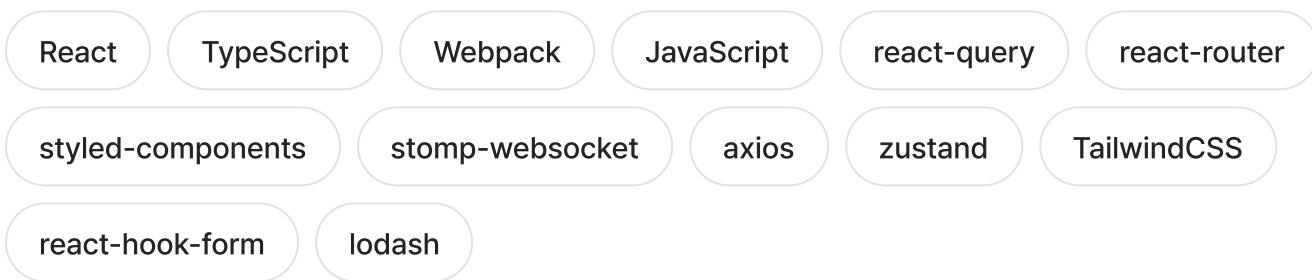 React TypeScript Webpack JavaScript react-query react-router
styled-components stomp-websocket axios zustand TailwindCSS
react-hook-form lodash